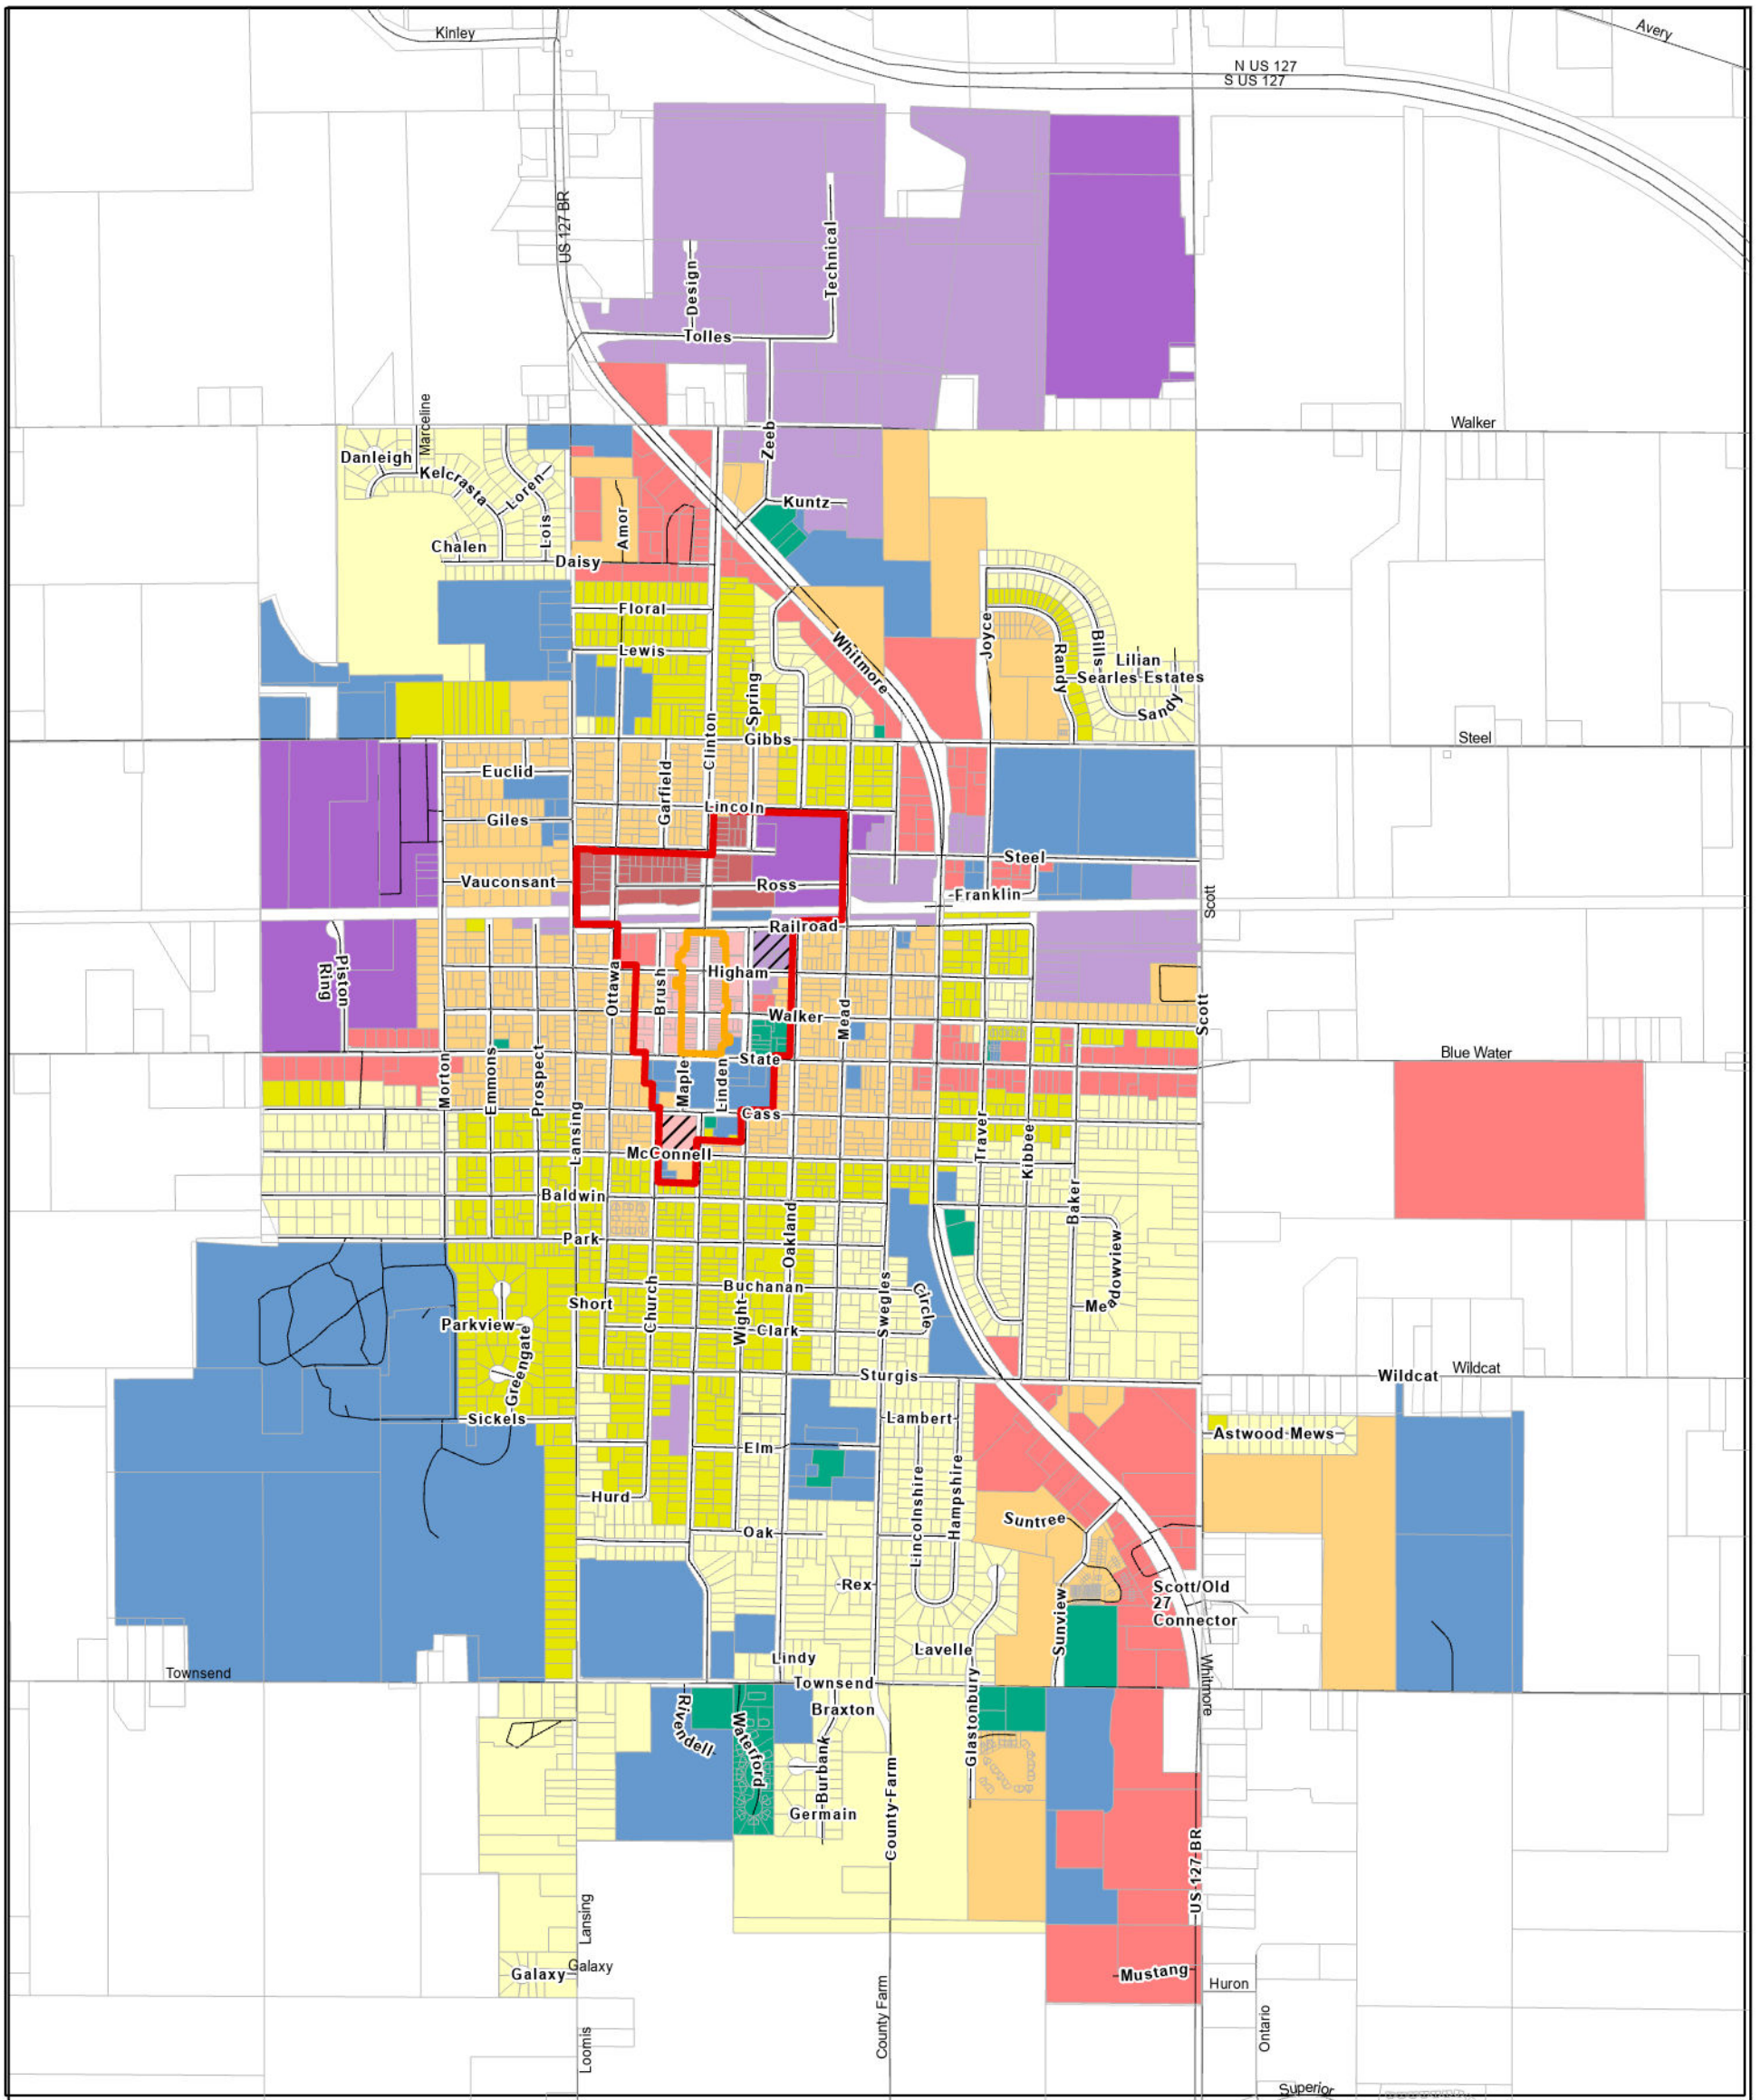 Kinley
Avery
N US 127
S US 127
US 127 BR
Technical
Design
Tolles
Marceline
Walker
Zeeb
Danleigh
Kelcrasta
Loren
Kuntz
Amor
Lois
Chalen
Daisy
Floral
Whitmore
Joyce
Bills
Lewis
Randy
Lilian
Spring
Searles Estates
Sandy
Clinton
Gibbs
Steel
Euclid
Garfield
Lincoln
Giles
Steel
Vauconsant
Ross
Franklin
Scott
Railroad
Piston
Ring
Ottawa
Brush
Higham
Mead
Scott
Walker
Blue Water
Morton
Emmons
Prospect
State
Maple
Linden
Lansing
Cass
Traver
Kibbee
McConnell
Baker
Baldwin
Oakland
Park
Meadowview
Buchanan
Short
Church
Swegles
Circle
Me
Parkview
Wight
Clark
Greengate
Sturgis
Wildcat
Wildcat
Sickels
Lambert
Astwood Mews
Elm
Lincolnshire
Hampshire
Hurd
Suntree
Oak
Rex
Scott/Old
27
Connector
Sunview
Lavelle
Lindy
Townsend
Townsend
Whitmore
Rivendell
Waterford
Braxton
Glastonbury
Burbank
Germain
County Farm
US 127 BR
Lansing
Galaxy
Galaxy
Mustang
Huron
County Farm
Ontario
Loomis
Superior